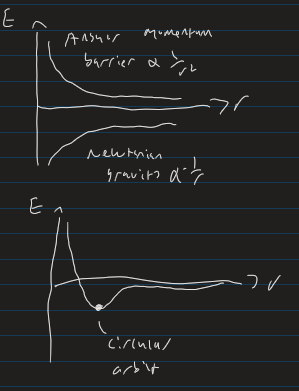 E
Angular momentum
barrier α 1/r²
r
Newtonian
gravity α -1/r
E
r
circular
orbit